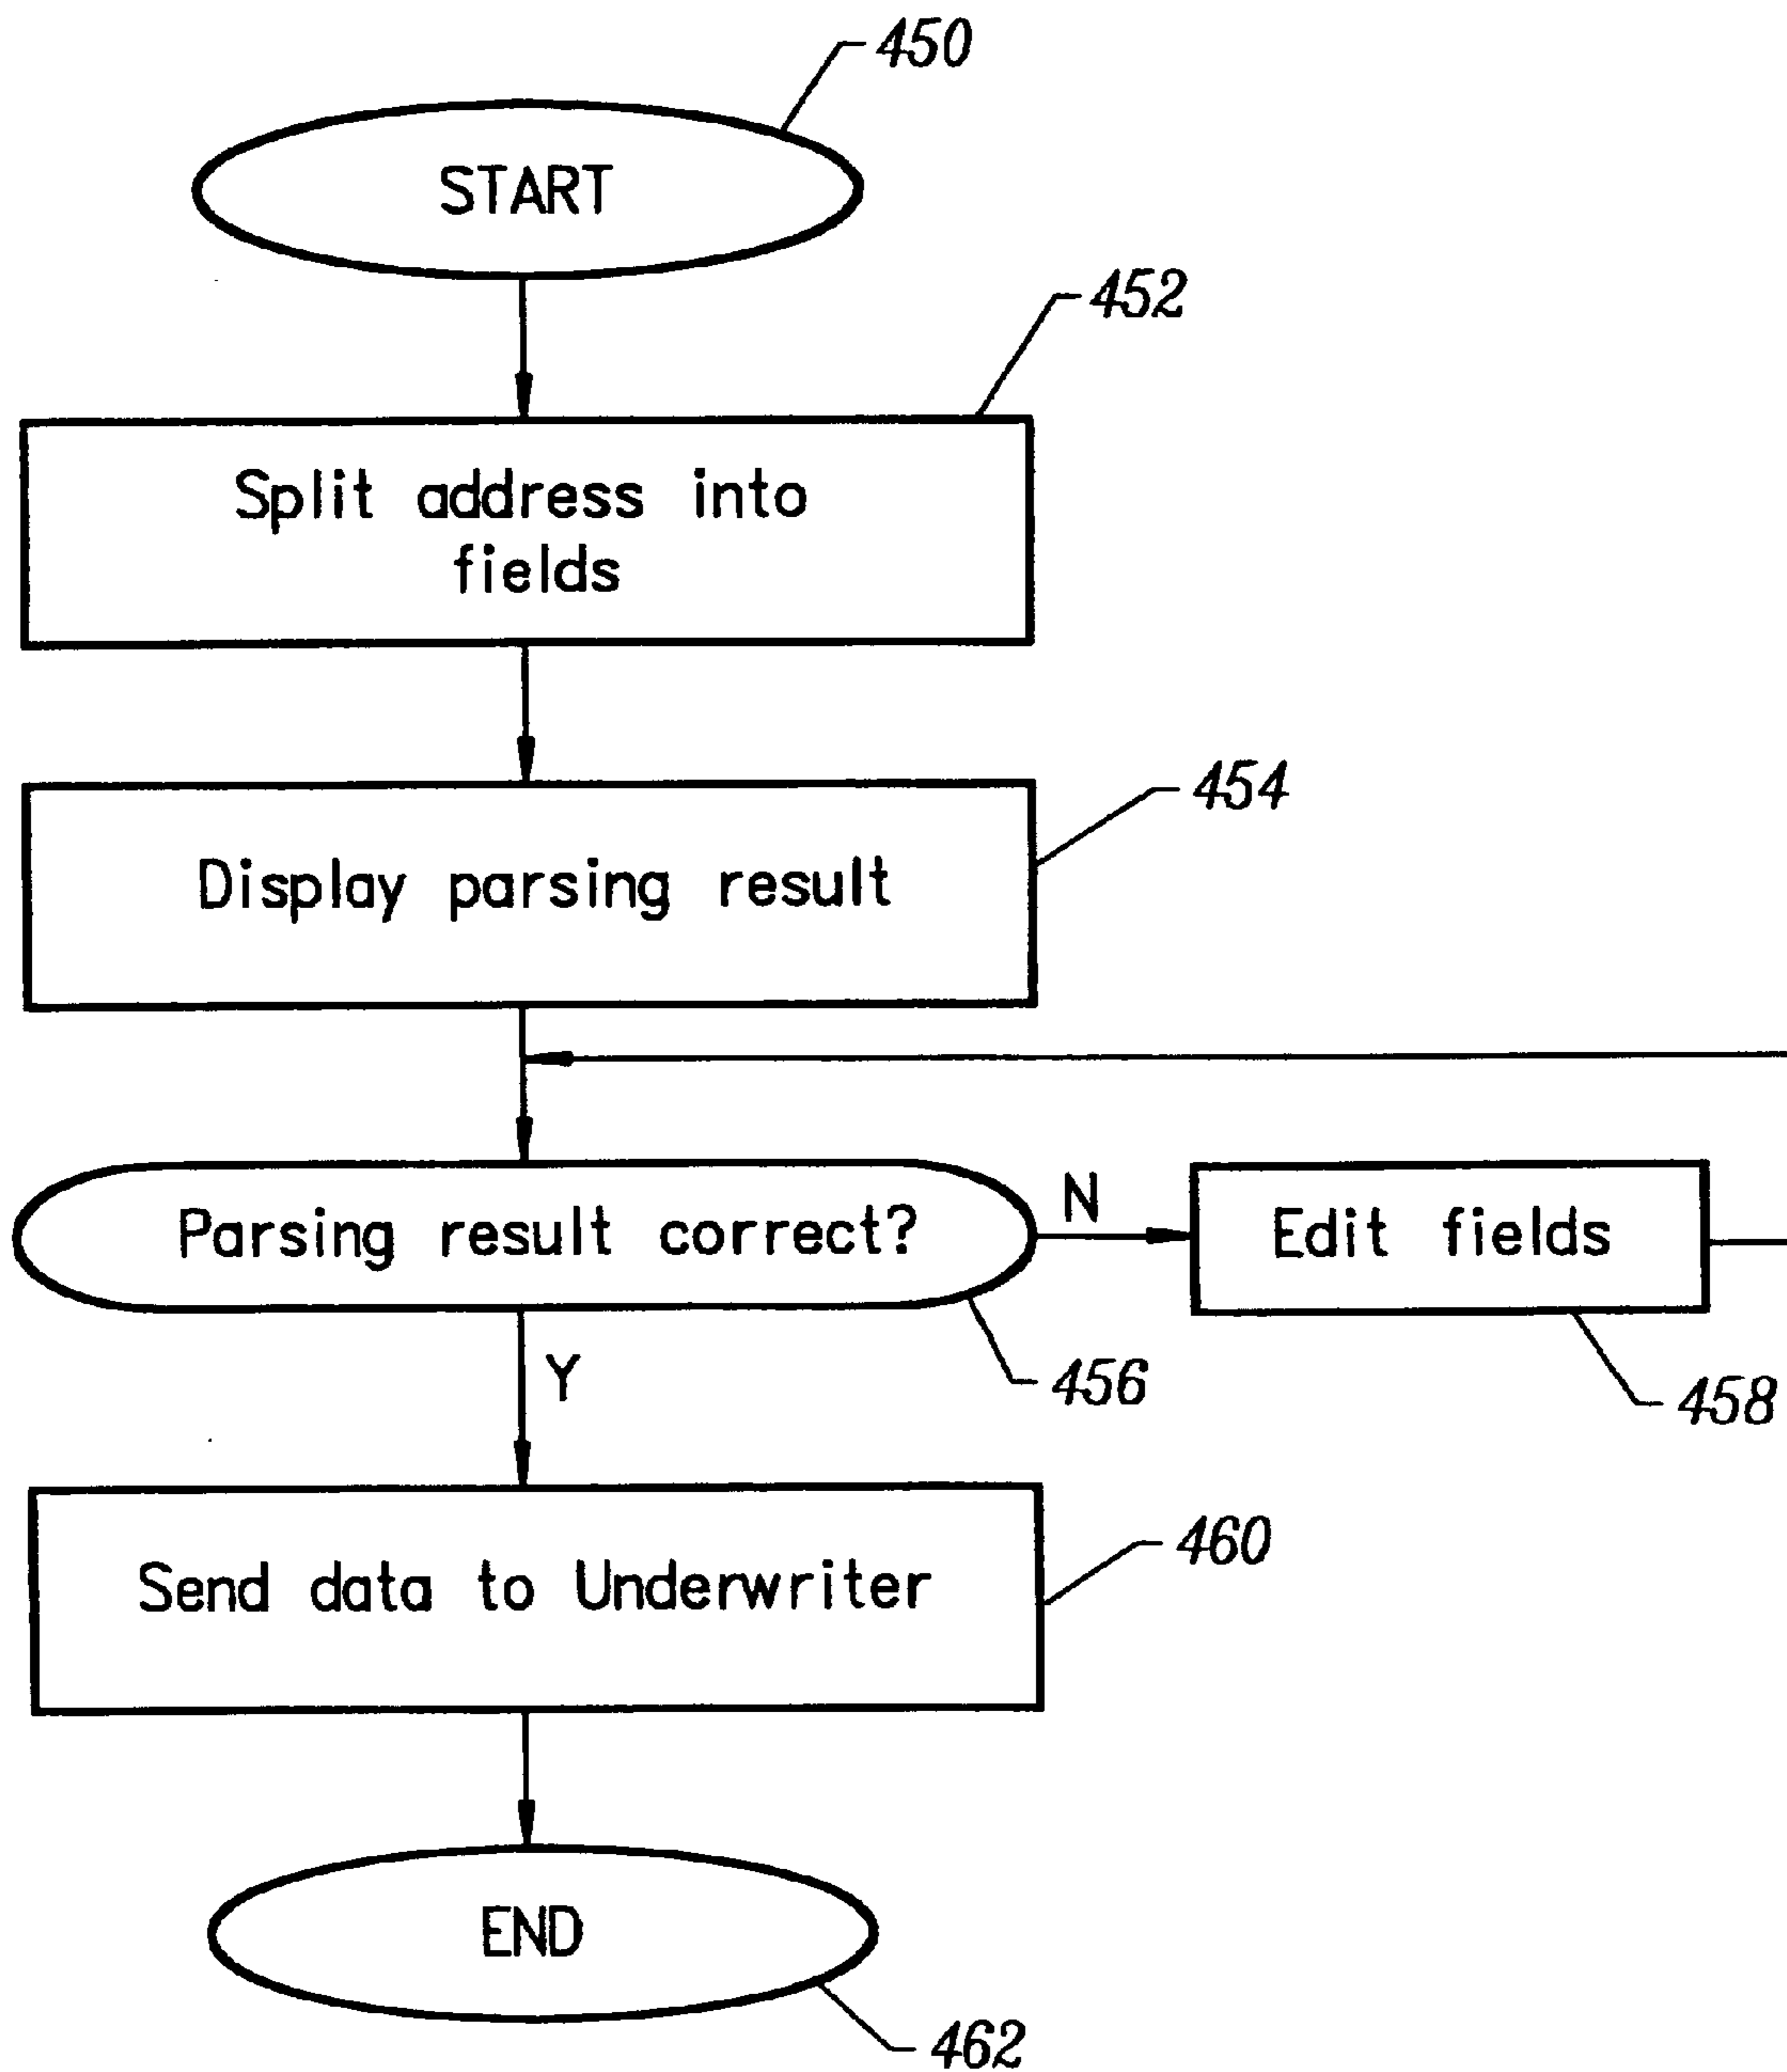 450
START
452
Split address into
fields
454
Display parsing result
Parsing result correct?
N
Edit fields
Y
456
458
460
Send data to Underwriter
END
462